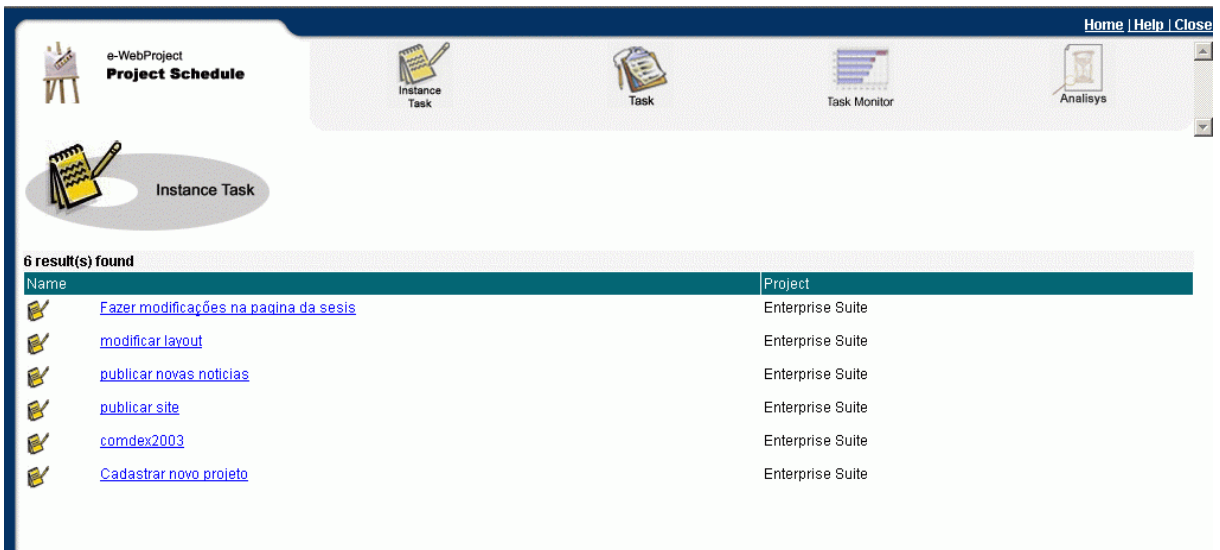 Home | Help | Close
e-WebProject
Project Schedule
Instance
Task
Task
Task Monitor
Analisys
Instance Task
6 result(s) found
Name Project
Fazer modificações na pagina da sesis Enterprise Suite
modificar layout Enterprise Suite
publicar novas noticias Enterprise Suite
publicar site Enterprise Suite
comdex2003 Enterprise Suite
Cadastrar novo projeto Enterprise Suite